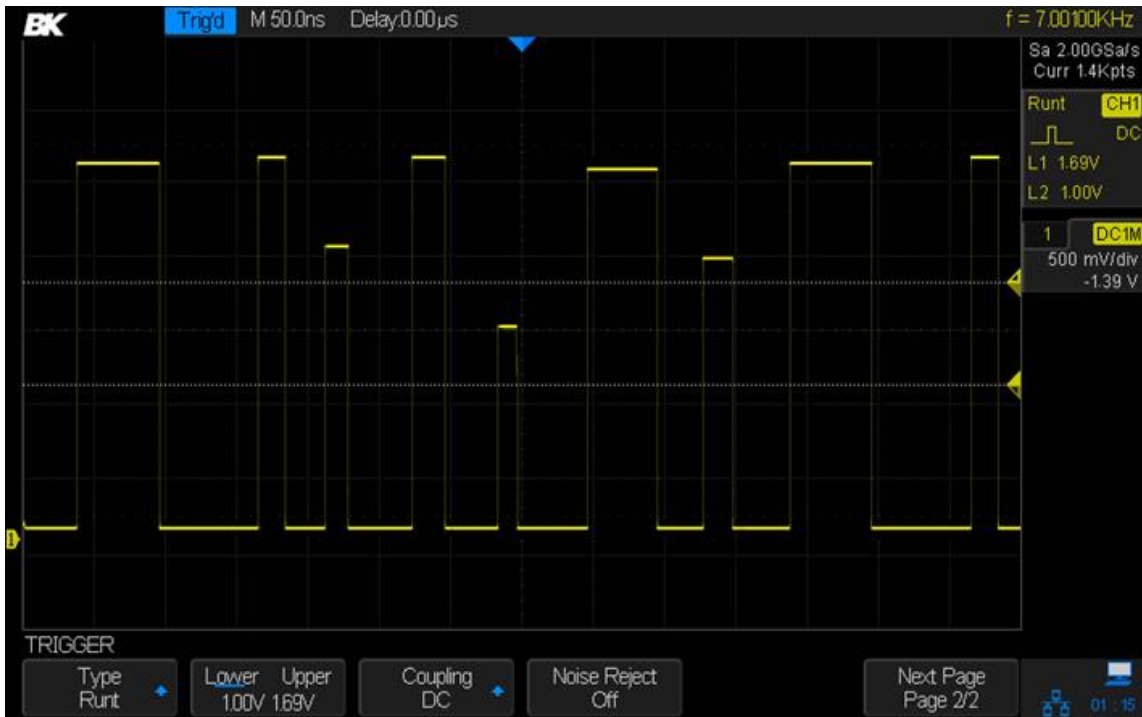 BK Trig'd M 50.0ns Delay:0.00µs f = 7.00100KHz
Sa 2.00GSa/s
Curr 1.4Kpts
Runt CH1
DC
L1 1.69V
L2 1.00V
1 DC1M
500 mV/div
-1.39 V
1
TRIGGER
Type
Runt
Lower Upper
1.00V 1.69V
Coupling
DC
Noise Reject
Off
Next Page
Page 2/2
01 : 15